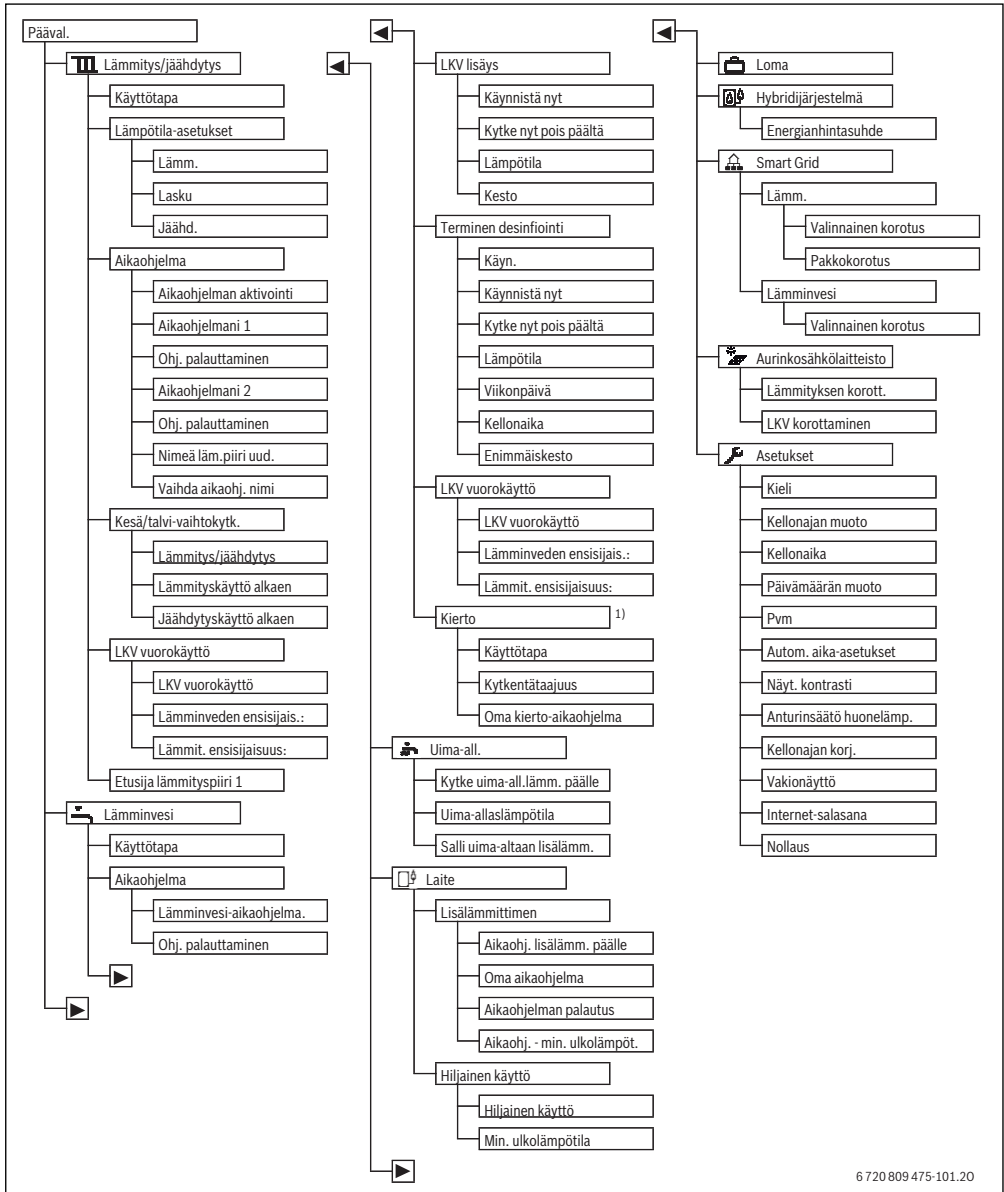 Pääval.
Lämmitys/jäähdytys
Käyttötapa
Lämpötila-asetukset
Lämm.
Lasku
Jäähd.
Aikaohjelma
Aikaohjelman aktivointi
Aikaohjelmani 1
Ohj. palauttaminen
Aikaohjelmani 2
Ohj. palauttaminen
Nimeä läm.piiri uud.
Vaihda aikaohj. nimi
Kesä/talvi-vaihtokytk.
Lämmitys/jäähdytys
Lämmityskäyttö alkaen
Jäähdytyskäyttö alkaen
LKV vuorokäyttö
LKV vuorokäyttö
Lämminveden ensisijais.:
Lämmit. ensisijaisuus:
Etusija lämmityspiiri 1
Lämminvesi
Käyttötapa
Aikaohjelma
Lämminvesi-aikaohjelma.
Ohj. palauttaminen
LKV lisäys
Käynnistä nyt
Kytke nyt pois päältä
Lämpötila
Kesto
Terminen desinfiointi
Käyn.
Käynnistä nyt
Kytke nyt pois päältä
Lämpötila
Viikonpäivä
Kellonaika
Enimmäiskesto
LKV vuorokäyttö
LKV vuorokäyttö
Lämminveden ensisijais.:
Lämmit. ensisijaisuus:
Kierto 1)
Käyttötapa
Kytkentätaajuus
Oma kierto-aikaohjelma
Uima-all.
Kytke uima-all.lämm. päälle
Uima-allaslämpötila
Salli uima-altaan lisälämm.
Laite
Lisälämmittimen
Aikaohj. lisälämm. päälle
Oma aikaohjelma
Aikaohjelman palautus
Aikaohj. - min. ulkolämpöt.
Hiljainen käyttö
Hiljainen käyttö
Min. ulkolämpötila
Loma
Hybridijärjestelmä
Energianhintasuhde
Smart Grid
Lämm.
Valinnainen korotus
Pakkokorotus
Lämminvesi
Valinnainen korotus
Aurinkosähkölaitteisto
Lämmityksen korott.
LKV korottaminen
Asetukset
Kieli
Kellonajan muoto
Kellonaika
Päivämäärän muoto
Pvm
Autom. aika-asetukset
Näyt. kontrasti
Anturinsäätö huonelämp.
Kellonajan korj.
Vakionäyttö
Internet-salasana
Nollaus
6 720 809 475-101.2O